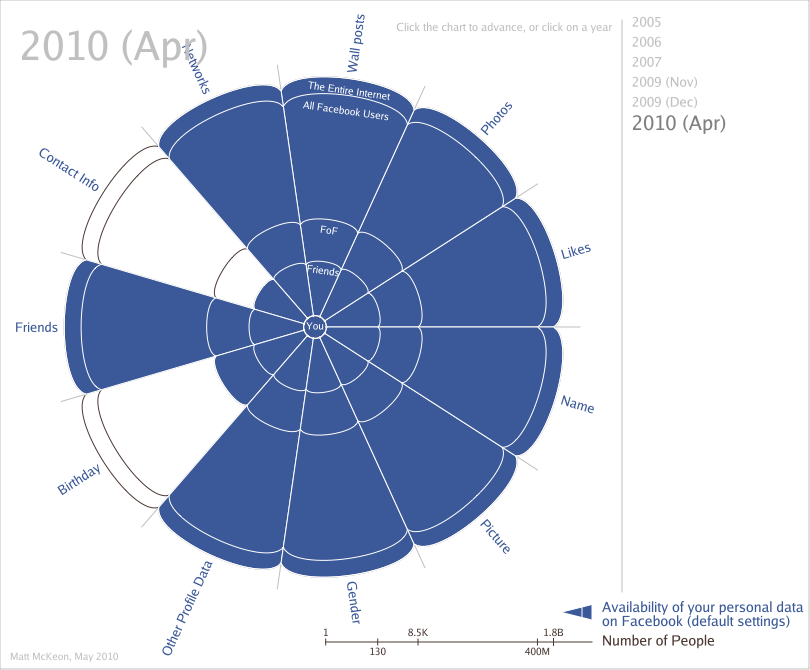 2010 (Apr)
Click the chart to advance, or click on a year
2005
2006
2007
2009 (Nov)
2009 (Dec)
2010 (Apr)
Networks
Wall posts
Photos
Likes
Name
Picture
Gender
Other Profile Data
Birthday
Friends
Contact Info
The Entire Internet
All Facebook Users
FoF
Friends
You
Availability of your personal data
on Facebook (default settings)
1
8.5K
1.8B
Number of People
130
400M
Matt McKeon, May 2010